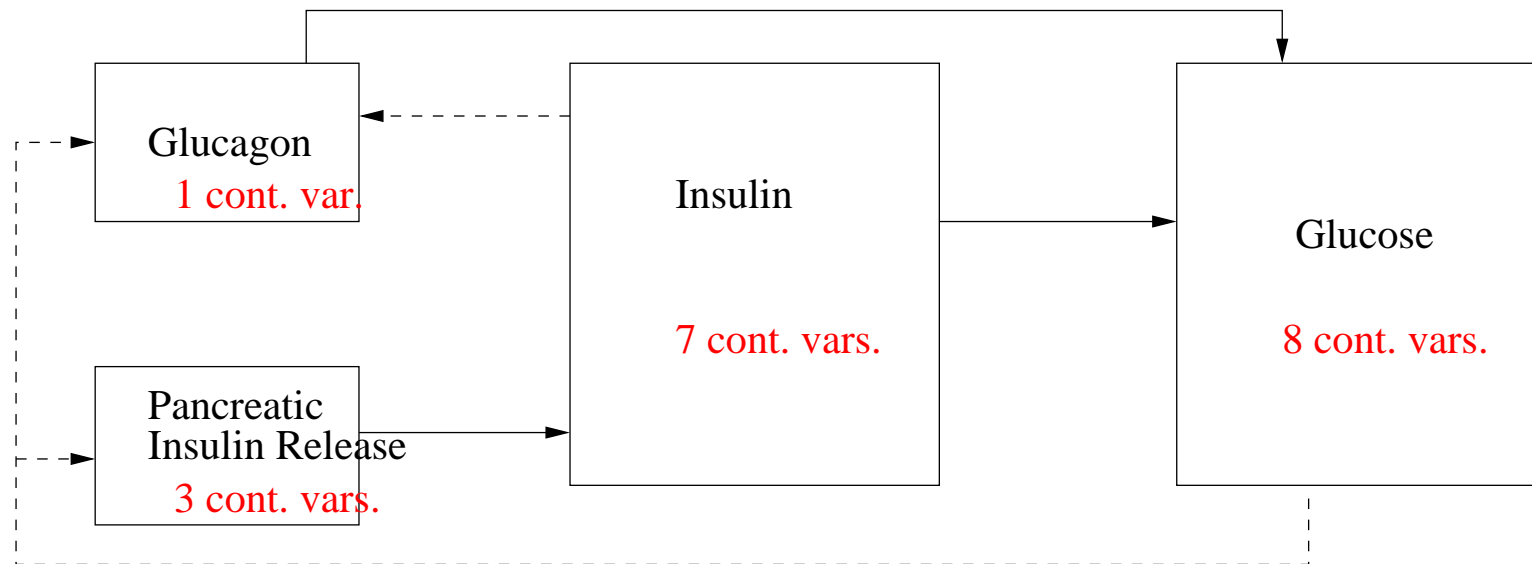 Glucagon
1 cont. var.
Pancreatic
Insulin Release
3 cont. vars.
Insulin
7 cont. vars.
Glucose
8 cont. vars.